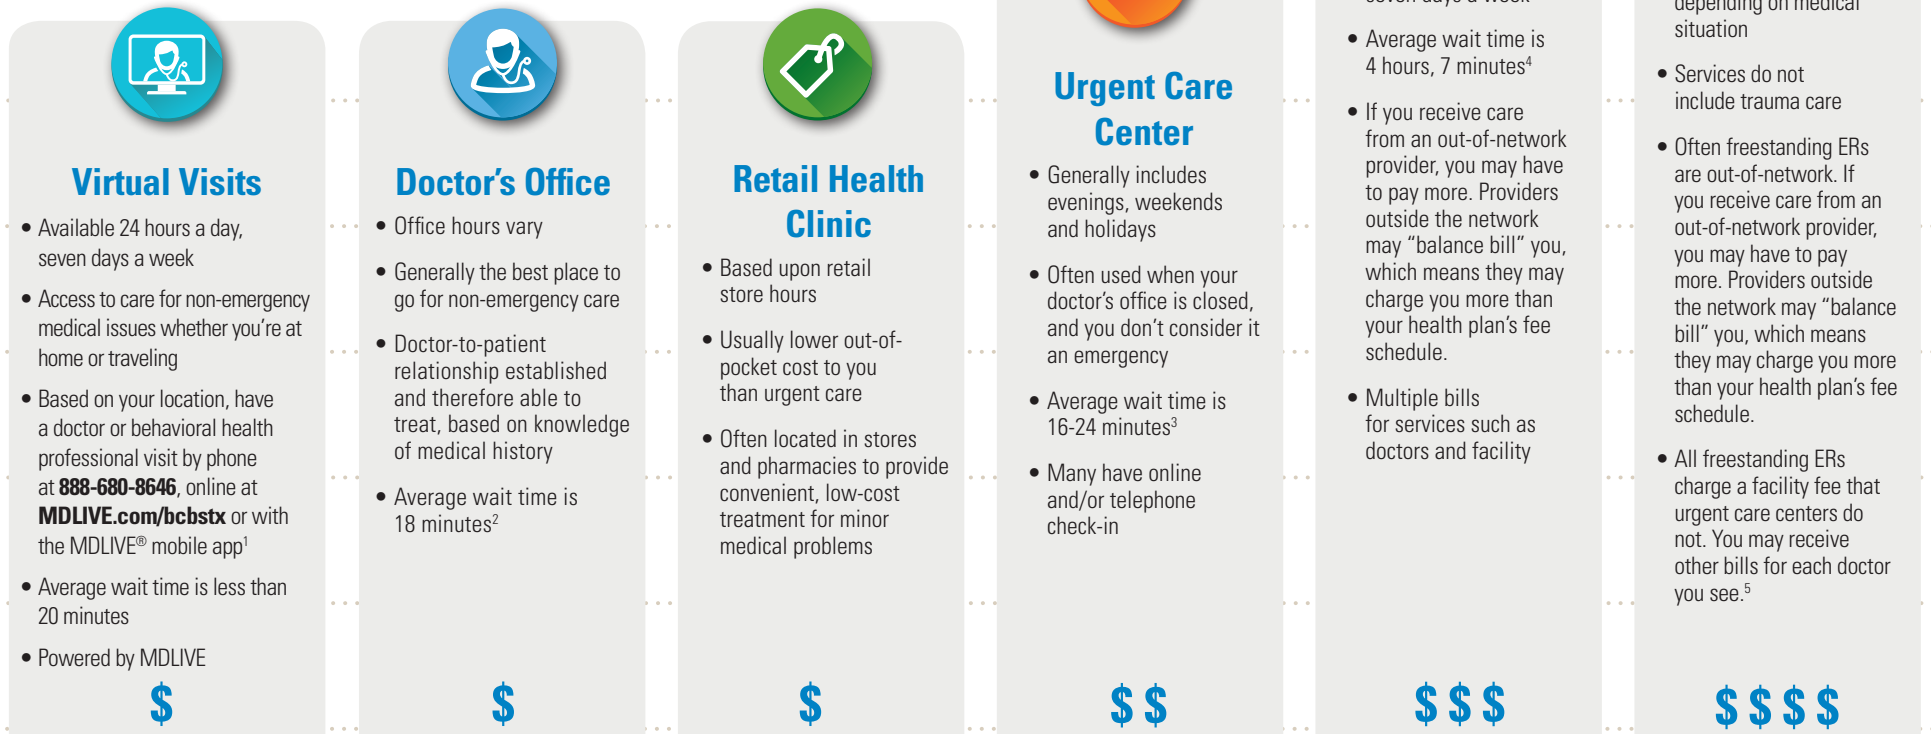 Virtual Visits
• Available 24 hours a day,
seven days a week
• Access to care for non-emergency
medical issues whether you’re at
home or traveling
• Based on your location, have
a doctor or behavioral health
professional visit by phone
at 888-680-8646, online at
MDLIVE.com/bcbstx or with
the MDLIVE® mobile app¹
• Average wait time is less than
20 minutes
• Powered by MDLIVE
$
Doctor’s Office
• Office hours vary
• Generally the best place to
go for non-emergency care
• Doctor-to-patient
relationship established
and therefore able to
treat, based on knowledge
of medical history
• Average wait time is
18 minutes²
$
Retail Health
Clinic
• Based upon retail
store hours
• Usually lower out-of-
pocket cost to you
than urgent care
• Often located in stores
and pharmacies to provide
convenient, low-cost
treatment for minor
medical problems
$
Urgent Care
Center
• Generally includes
evenings, weekends
and holidays
• Often used when your
doctor’s office is closed,
and you don’t consider it
an emergency
• Average wait time is
16-24 minutes³
• Many have online
and/or telephone
check-in
$ $
seven days a week
• Average wait time is
4 hours, 7 minutes⁴
• If you receive care
from an out-of-network
provider, you may have
to pay more. Providers
outside the network
may “balance bill” you,
which means they may
charge you more than
your health plan’s fee
schedule.
• Multiple bills
for services such as
doctors and facility
$ $ $
depending on medical
situation
• Services do not
include trauma care
• Often freestanding ERs
are out-of-network. If
you receive care from an
out-of-network provider,
you may have to pay
more. Providers outside
the network may “balance
bill” you, which means
they may charge you more
than your health plan’s fee
schedule.
• All freestanding ERs
charge a facility fee that
urgent care centers do
not. You may receive
other bills for each doctor
you see.⁵
$ $ $ $